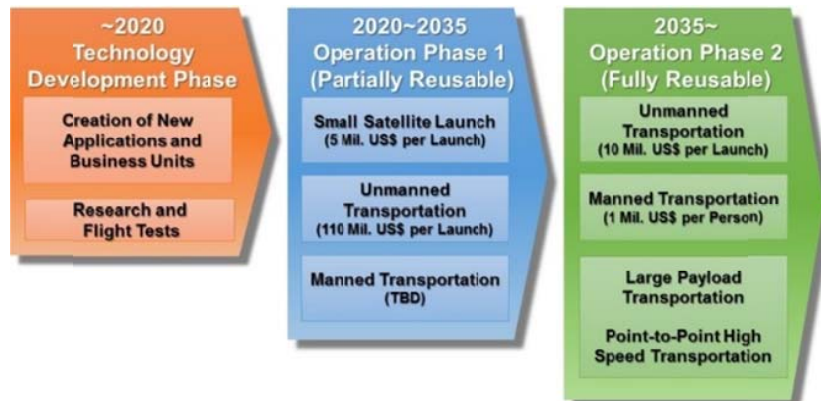 ~2020
Technology
Development Phase
Creation of New
Applications and
Business Units
Research and
Flight Tests
2020~2035
Operation Phase 1
(Partially Reusable)
Small Satellite Launch
(5 Mil. US$ per Launch)
Unmanned
Transportation
(110 Mil. US$ per Launch)
Manned Transportation
(TBD)
2035~
Operation Phase 2
(Fully Reusable)
Unmanned
Transportation
(10 Mil. US$ per Launch)
Manned Transportation
(1 Mil. US$ per Person)
Large Payload
Transportation
Point-to-Point High
Speed Transportation